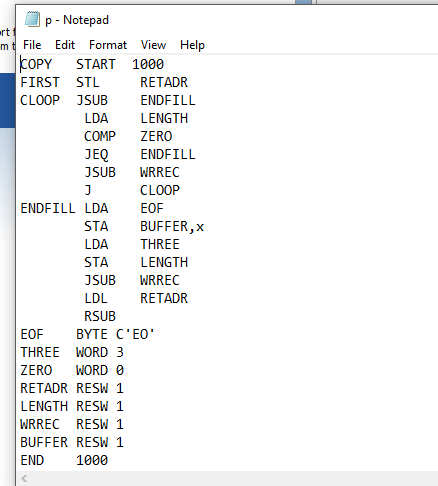 ort f
m t
p - Notepad
File Edit Format View Help
COPY START 1000
FIRST STL RETADR
CLOOP JSUB ENDFILL
LDA LENGTH
COMP ZERO
JEQ ENDFILL
JSUB WRREC
J CLOOP
ENDFILL LDA EOF
STA BUFFER,x
LDA THREE
STA LENGTH
JSUB WRREC
LDL RETADR
RSUB
EOF BYTE C'EO'
THREE WORD 3
ZERO WORD 0
RETADR RESW 1
LENGTH RESW 1
WRREC RESW 1
BUFFER RESW 1
END 1000